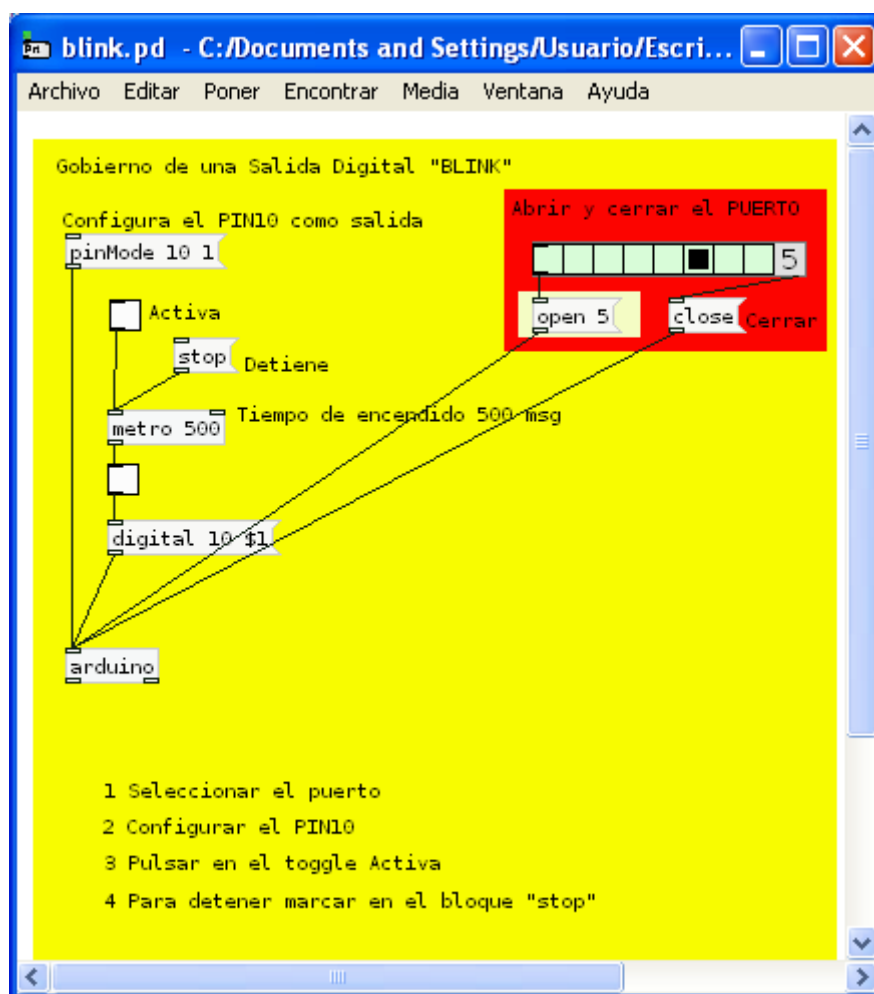 blink.pd - C:/Documents and Settings/Usuario/Escri...
Archivo Editar Poner Encontrar Media Ventana Ayuda
Gobierno de una Salida Digital "BLINK"
Abrir y cerrar el PUERTO
Configura el PIN10 como salida
pinMode 10 1
5
Activa
open 5
close
Cerrar
stop
Detiene
Tiempo de encendido 500 msg
metro 500
digital 10 $1
arduino
1 Seleccionar el puerto
2 Configurar el PIN10
3 Pulsar en el toggle Activa
4 Para detener marcar en el bloque "stop"